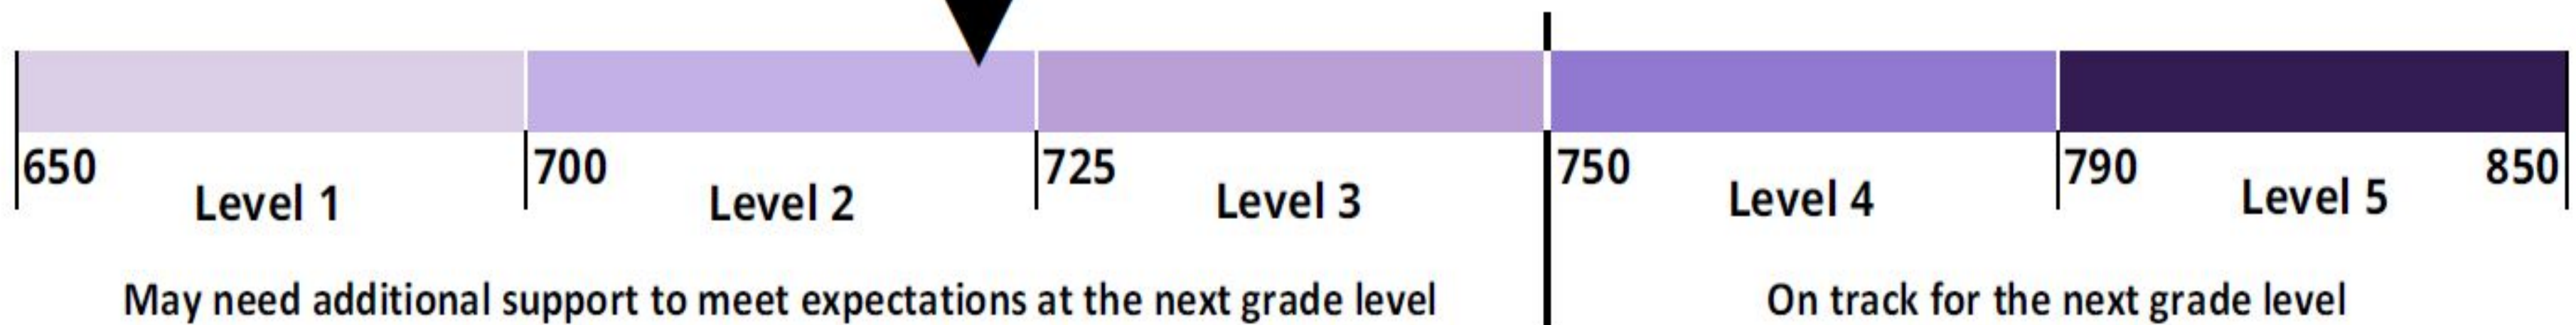 650 700 725 750 790 850
Level 1 Level 2 Level 3 Level 4 Level 5
May need additional support to meet expectations at the next grade level On track for the next grade level